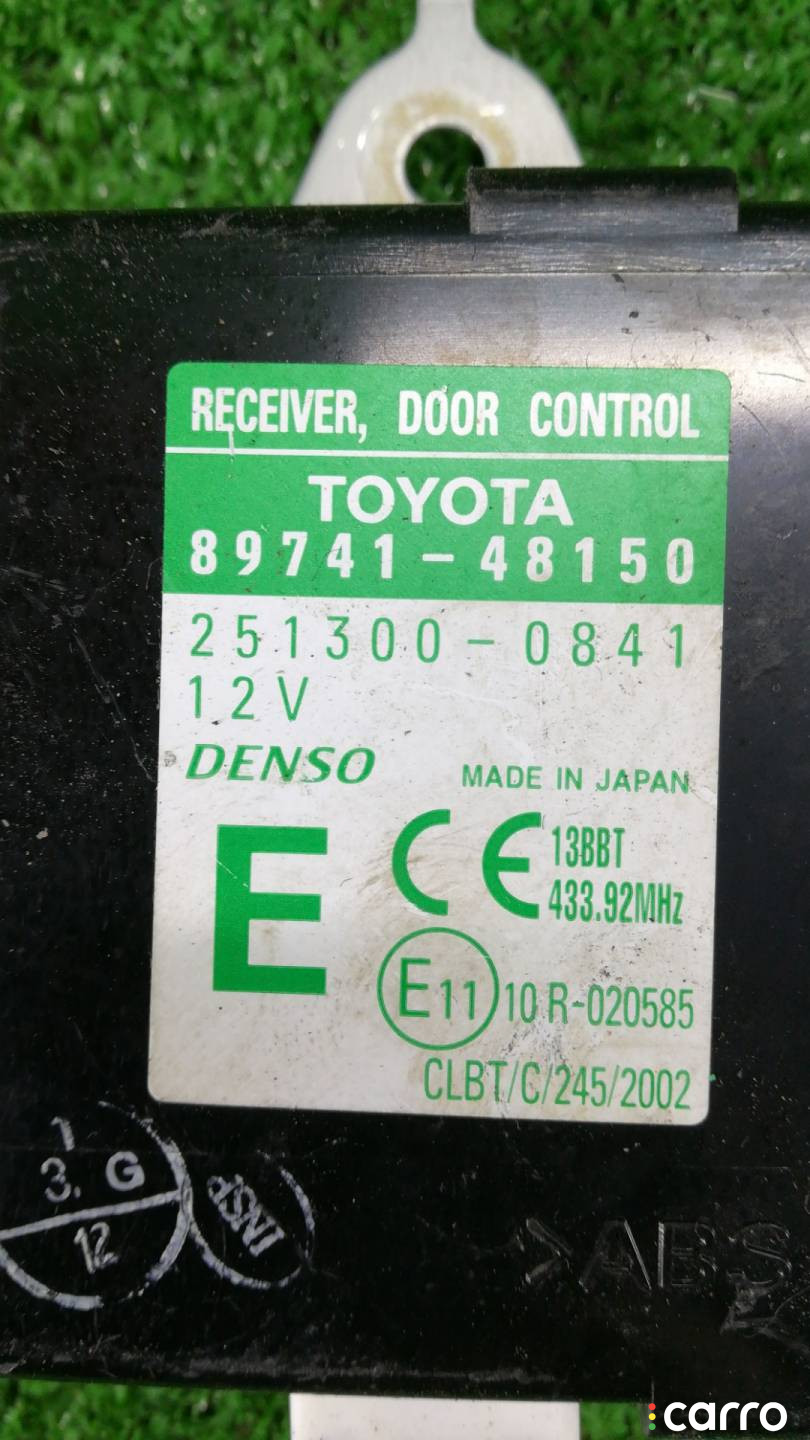 RECEIVER, DOOR CONTROL
TOYOTA
89741-48150
251300-0841
12V
DENSO MADE IN JAPAN
E CE 13BBT
433.92MHz
E11 10 R-020585
CLBT/C/245/2002
3. G
12
INSP
>ABS
carro